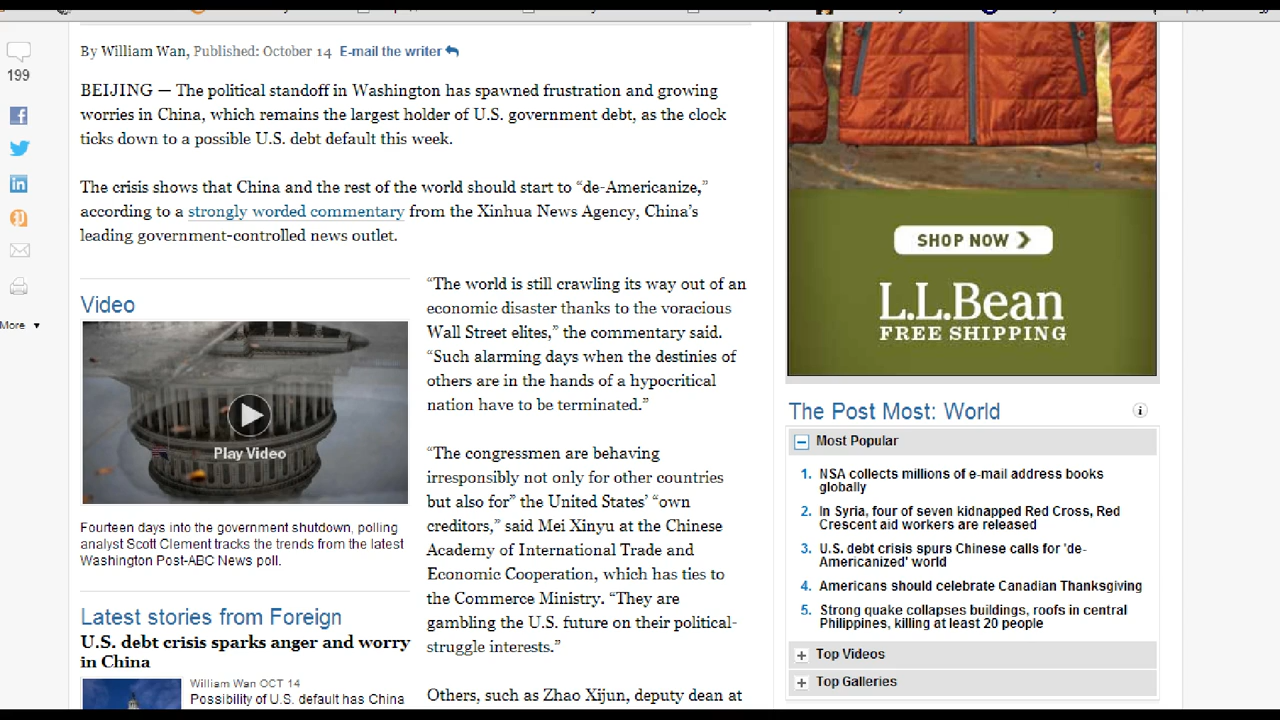 199
More ▼
By William Wan, Published: October 14 E-mail the writer
BEIJING — The political standoff in Washington has spawned frustration and growing
worries in China, which remains the largest holder of U.S. government debt, as the clock
ticks down to a possible U.S. debt default this week.
The crisis shows that China and the rest of the world should start to “de-Americanize,”
according to a strongly worded commentary from the Xinhua News Agency, China’s
leading government-controlled news outlet.
Video
Play Video
Fourteen days into the government shutdown, polling
analyst Scott Clement tracks the trends from the latest
Washington Post-ABC News poll.
Latest stories from Foreign
U.S. debt crisis sparks anger and worry
in China
William Wan OCT 14
Possibility of U.S. default has China
“The world is still crawling its way out of an
economic disaster thanks to the voracious
Wall Street elites,” the commentary said.
“Such alarming days when the destinies of
others are in the hands of a hypocritical
nation have to be terminated.”
“The congressmen are behaving
irresponsibly not only for other countries
but also for” the United States’ “own
creditors,” said Mei Xinyu at the Chinese
Academy of International Trade and
Economic Cooperation, which has ties to
the Commerce Ministry. “They are
gambling the U.S. future on their political-
struggle interests.”
Others, such as Zhao Xijun, deputy dean at
SHOP NOW
L.L.Bean
FREE SHIPPING
The Post Most: World
Most Popular
1. NSA collects millions of e-mail address books
globally
2. In Syria, four of seven kidnapped Red Cross, Red
Crescent aid workers are released
3. U.S. debt crisis spurs Chinese calls for 'de-
Americanized' world
4. Americans should celebrate Canadian Thanksgiving
5. Strong quake collapses buildings, roofs in central
Philippines, killing at least 20 people
Top Videos
Top Galleries